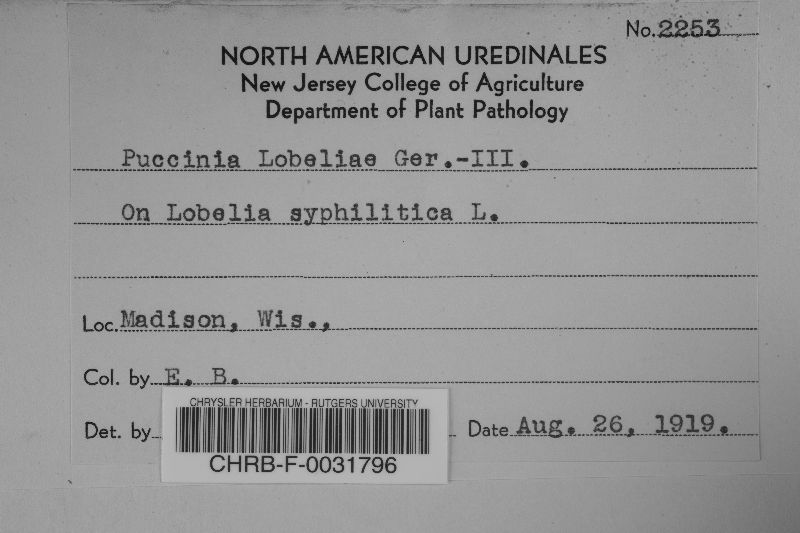 No. 2253
NORTH AMERICAN UREDINALES
New Jersey College of Agriculture
Department of Plant Pathology
Puccinia Lobeliae Ger.-III.
On Lobelia syphilitica L.
Loc. Madison, Wis.,
Col. by E. B.
CHRYSLER HERBARIUM - RUTGERS UNIVERSITY
Det. by
Date Aug. 26, 1919.
CHRB-F-0031796